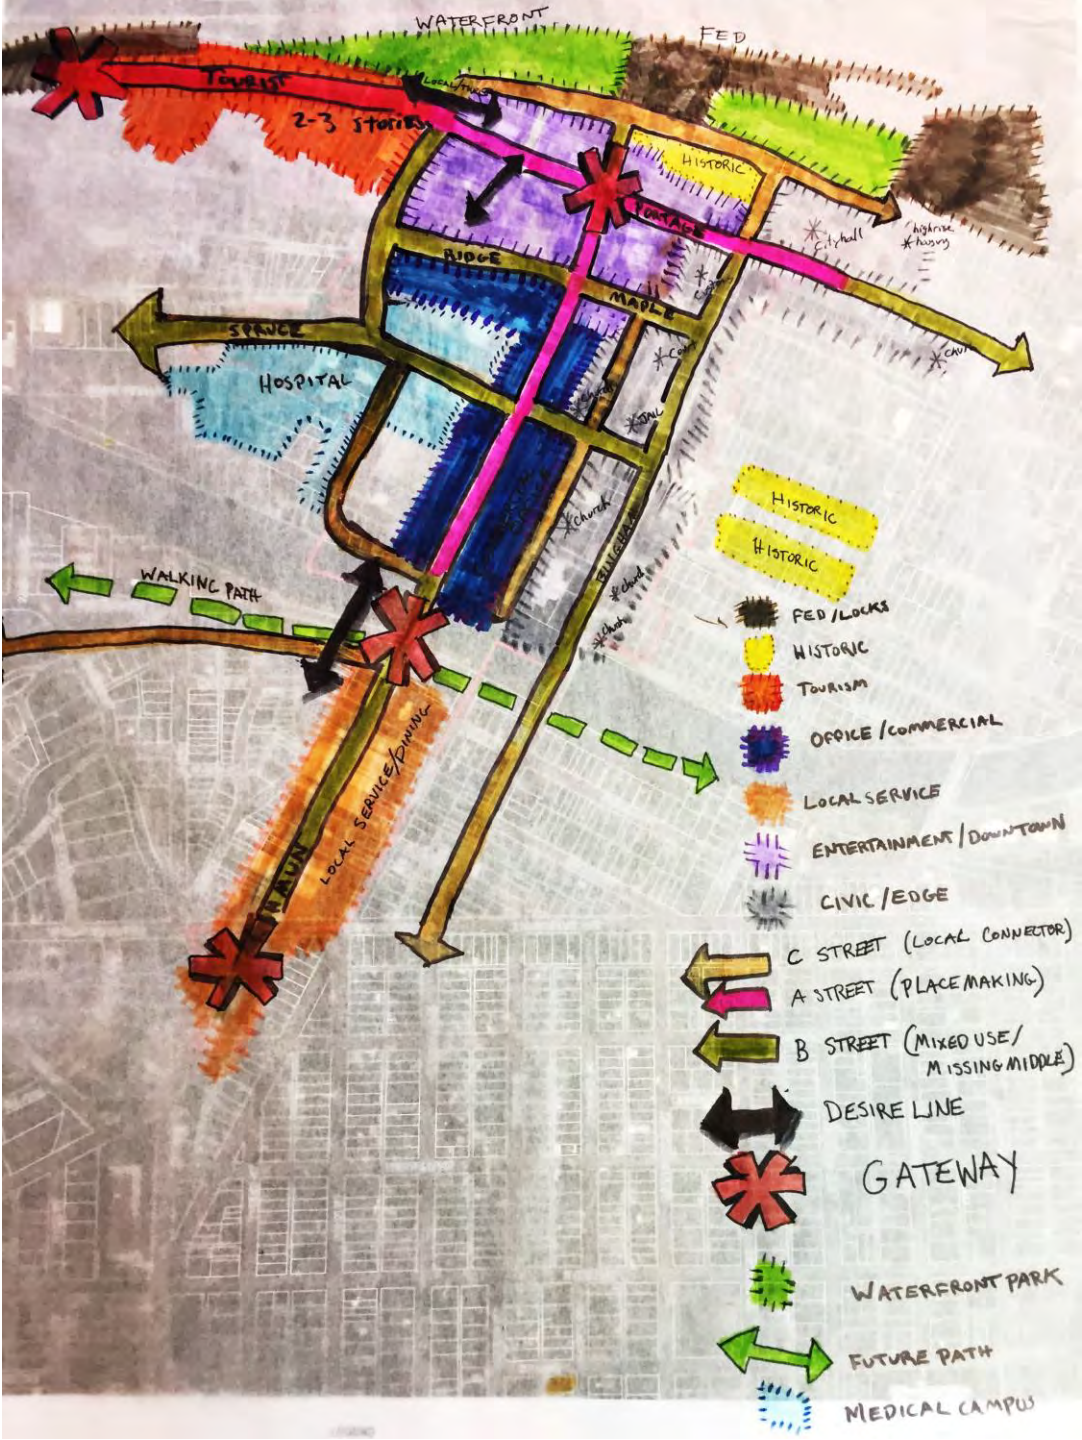 WATERFRONT
FED
TOURIST
2-3 stories
HISTORIC
PORTAGE
Cityhall
highrise
housing
RIDGE
MAPLE
SPRUCE
HOSPITAL
Court
church
JAIL
church
BINGHAM
church
church
WALKING PATH
LOCAL SERVICE/DINING
HISTORIC
HISTORIC
FED/LOCKS
HISTORIC
TOURISM
OFFICE/COMMERCIAL
LOCAL SERVICE
ENTERTAINMENT/DOWNTOWN
CIVIC/EDGE
C STREET (LOCAL CONNECTOR)
A STREET (PLACEMAKING)
B STREET (MIXED USE/
MISSING MIDDLE)
DESIRE LINE
GATEWAY
WATERFRONT PARK
FUTURE PATH
MEDICAL CAMPUS